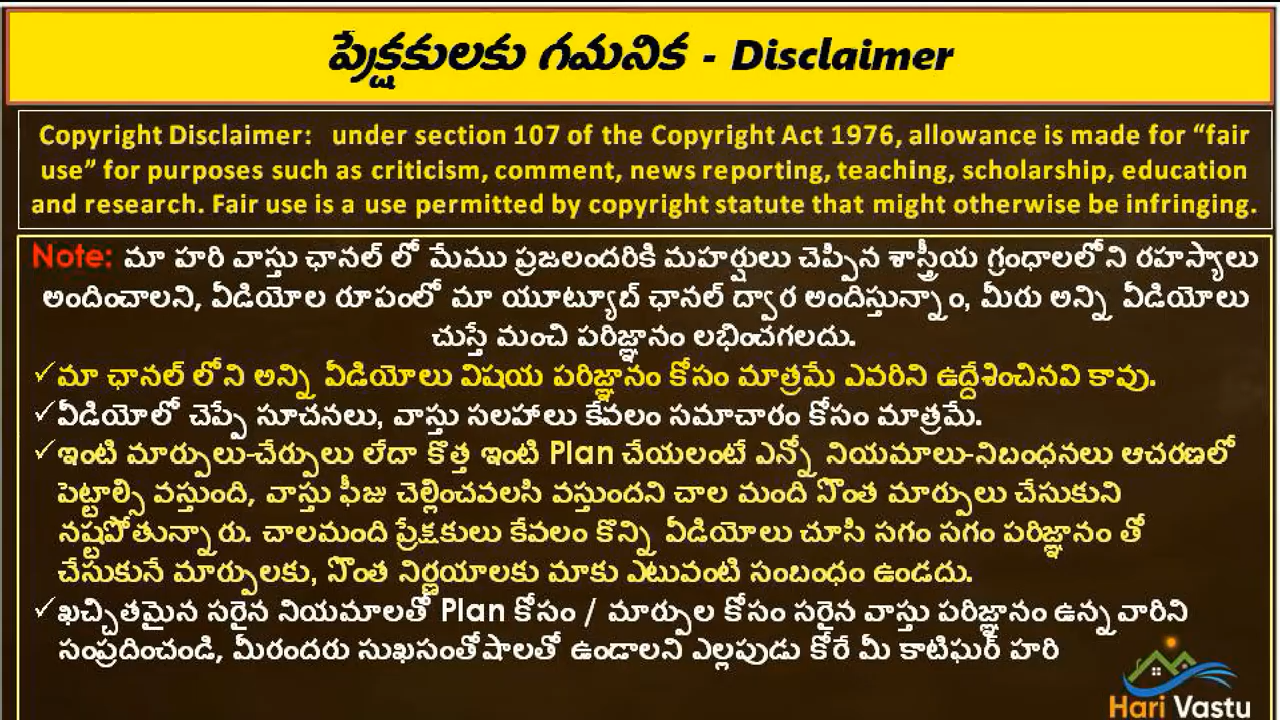 ప్రేక్షకులకు గమనిక - Disclaimer
Copyright Disclaimer: under section 107 of the Copyright Act 1976, allowance is made for “fair
use” for purposes such as criticism, comment, news reporting, teaching, scholarship, education
and research. Fair use is a use permitted by copyright statute that might otherwise be infringing.
Note: మా హరి వాస్తు ఛానల్ లో మేము ప్రజలందరికి మహర్షులు చెప్పిన శాస్త్రీయ గ్రంధాలలోని రహస్యాలు
అందించాలని, వీడియోల రూపంలో మా యూట్యూబ్ ఛానల్ ద్వార అందిస్తున్నాం, మీరు అన్ని వీడియోలు
చుస్తే మంచి పరిజ్ఞానం లభించగలదు.
✓మా ఛానల్ లోని అన్ని వీడియోలు విషయ పరిజ్ఞానం కోసం మాత్రమే ఎవరిని ఉద్దేశించినవి కావు.
✓వీడియోలో చెప్పే సూచనలు, వాస్తు సలహాలు కేవలం సమాచారం కోసం మాత్రమే.
✓ఇంటి మార్పులు-చేర్పులు లేదా కొత్త ఇంటి Plan చేయలంటే ఎన్నో నియమాలు-నిబంధనలు ఆచరణలో
పెట్టాల్సి వస్తుంది, వాస్తు ఫీజు చెల్లించవలసి వస్తుందని చాల మంది సొంత మార్పులు చేసుకుని
నష్టపోతున్నారు. చాలమంది ప్రేక్షకులు కేవలం కొన్ని వీడియోలు చూసి సగం సగం పరిజ్ఞానం తో
చేసుకునే మార్పులకు, సొంత నిర్ణయాలకు మాకు ఎటువంటి సంబంధం ఉండదు.
✓ఖచ్చితమైన సరైన నియమాలతో Plan కోసం / మార్పుల కోసం సరైన వాస్తు పరిజ్ఞానం ఉన్నవారిని
సంప్రదించండి, మీరందరు సుఖసంతోషాలతో ఉండాలని ఎల్లపుడు కోరే మీ కాటిఘర్ హరి
Hari Vastu